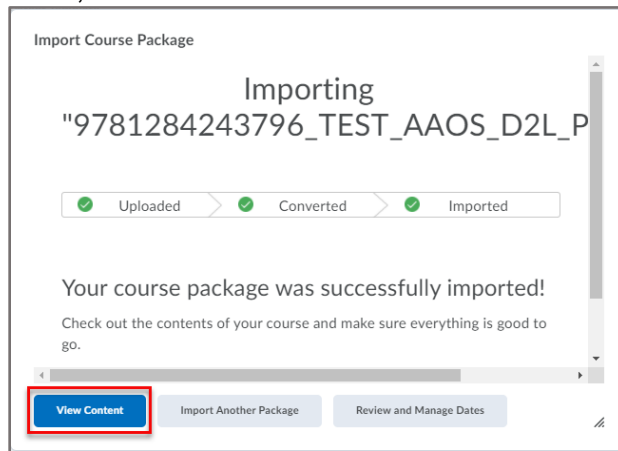 Import Course Package
Importing
"9781284243796_TEST_AAOS_D2L_P
Uploaded Converted Imported
Your course package was successfully imported!
Check out the contents of your course and make sure everything is good to
go.
View Content Import Another Package Review and Manage Dates